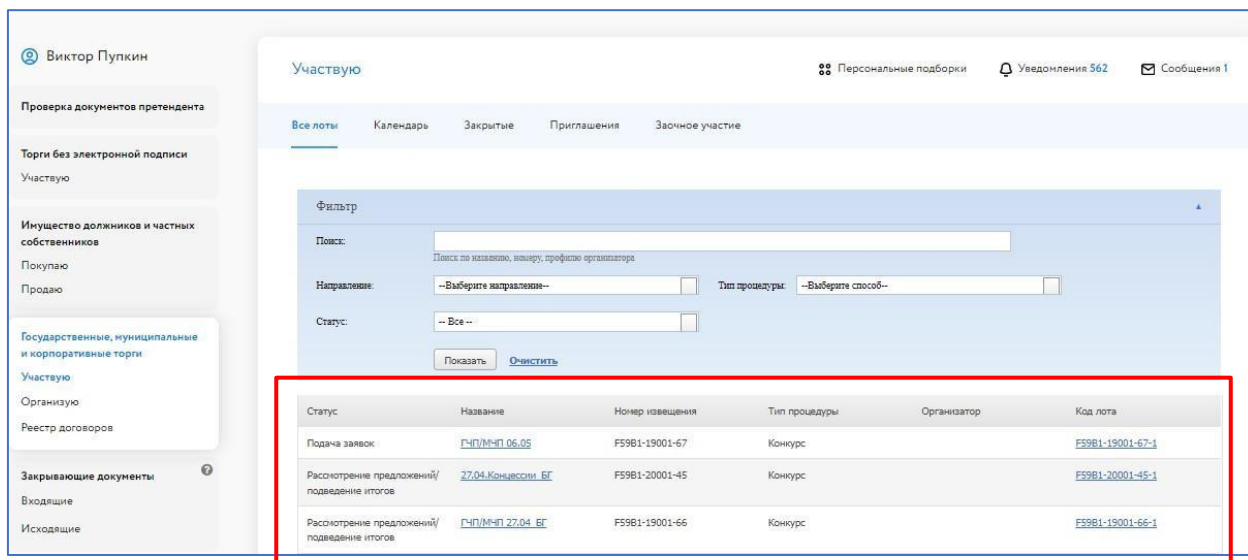 Виктор Пупкин
Проверка документов претендента
Торги без электронной подписи
Участвую
Имущество должников и частных
собственников
Покупаю
Продаю
Государственные, муниципальные
и корпоративные торги
Участвую
Организую
Реестр договоров
Закрывающие документы ?
Входящие
Исходящие
Участвую Персональные подборки Уведомления 562 Сообщения 1
Все лоты Календарь Закрытые Приглашения Заочное участие
Фильтр
Поиск:
Поиск по названию, номеру, профилю организатора
Направление: --Выберите направление-- Тип процедуры: --Выберите способ--
Статус: -- Все --
Показать Очистить
Статус Название Номер извещения Тип процедуры Организатор Код лота
Подача заявок ГЧП/МЧП 06.05 F59B1-19001-67 Конкурс F59B1-19001-67-1
Рассмотрение предложений/ 27.04.Концессии_БГ F59B1-20001-45 Конкурс F59B1-20001-45-1
подведение итогов
Рассмотрение предложений/ ГЧП/МЧП 27.04_БГ F59B1-19001-66 Конкурс F59B1-19001-66-1
подведение итогов